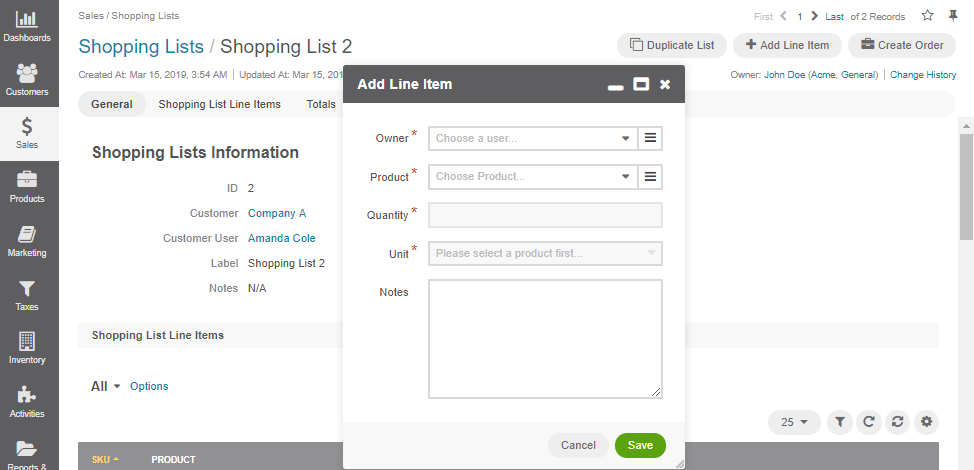 Dashboards
Customers
Sales
Products
Marketing
Taxes
Inventory
Activities
Reports &
Sales / Shopping Lists
First 1 Last of 2 Records
Shopping Lists / Shopping List 2
Duplicate List
+ Add Line Item
Create Order
Created At: Mar 15, 2019, 3:54 AM
Updated At: Mar 15, 201
Owner: John Doe (Acme, General)
Change History
General
Shopping List Line Items
Totals
Shopping Lists Information
ID 2
Customer Company A
Customer User Amanda Cole
Label Shopping List 2
Notes N/A
Shopping List Line Items
All Options
25
SKU PRODUCT
Add Line Item
Owner * Choose a user...
Product * Choose Product...
Quantity *
Unit * Please select a product first...
Notes
Cancel Save